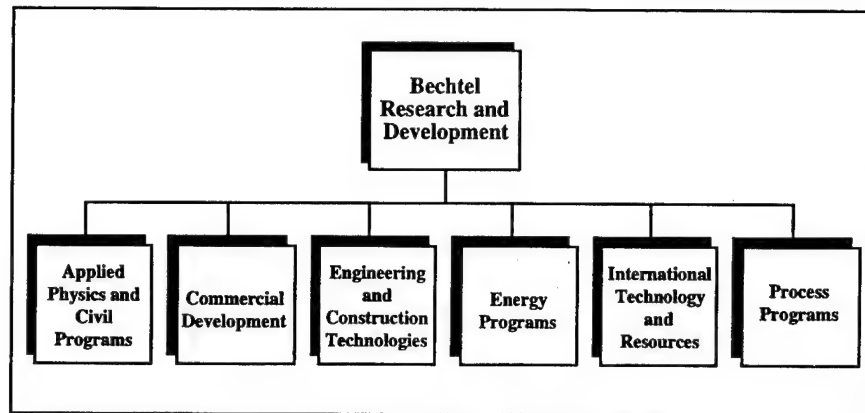 Bechtel
Research and
Development
Applied
Physics and
Civil
Programs
Commercial
Development
Engineering
and
Construction
Technologies
Energy
Programs
International
Technology
and
Resources
Process
Programs